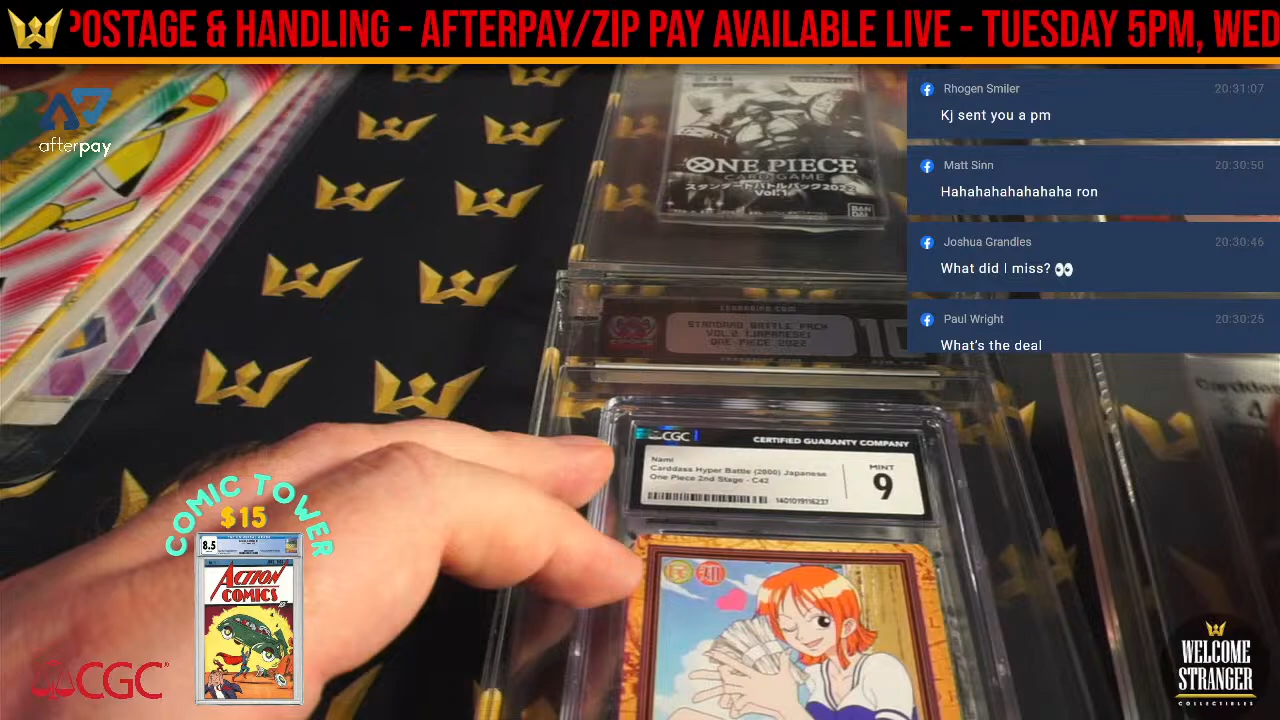 POSTAGE & HANDLING - AFTERPAY/ZIP PAY AVAILABLE LIVE - TUESDAY 5PM, WED
afterpay
Rhogen Smiler 20:31:07
Kj sent you a pm
Matt Sinn 20:30:50
Hahahahahahahaha ron
Joshua Grandies 20:30:46
What did I miss? 👀
Paul Wright 20:30:25
What's the deal
ONE PIECE
CARD GAME
スタンダードバトルパック2022
Vol.1
BAN
DAI
STANDARD BATTLE PACK
VOL.2 (JAPANESE)
ONE PIECE 2022
10
CGC CERTIFIED GUARANTY COMPANY
Nami
Carddass Hyper Battle (2000) Japanese
One Piece 2nd Stage - C42
MINT
9
1401019116237
COMIC TOWER
$15
8.5
ACTION
COMICS
CGC
WELCOME
STRANGER
COLLECTIBLES